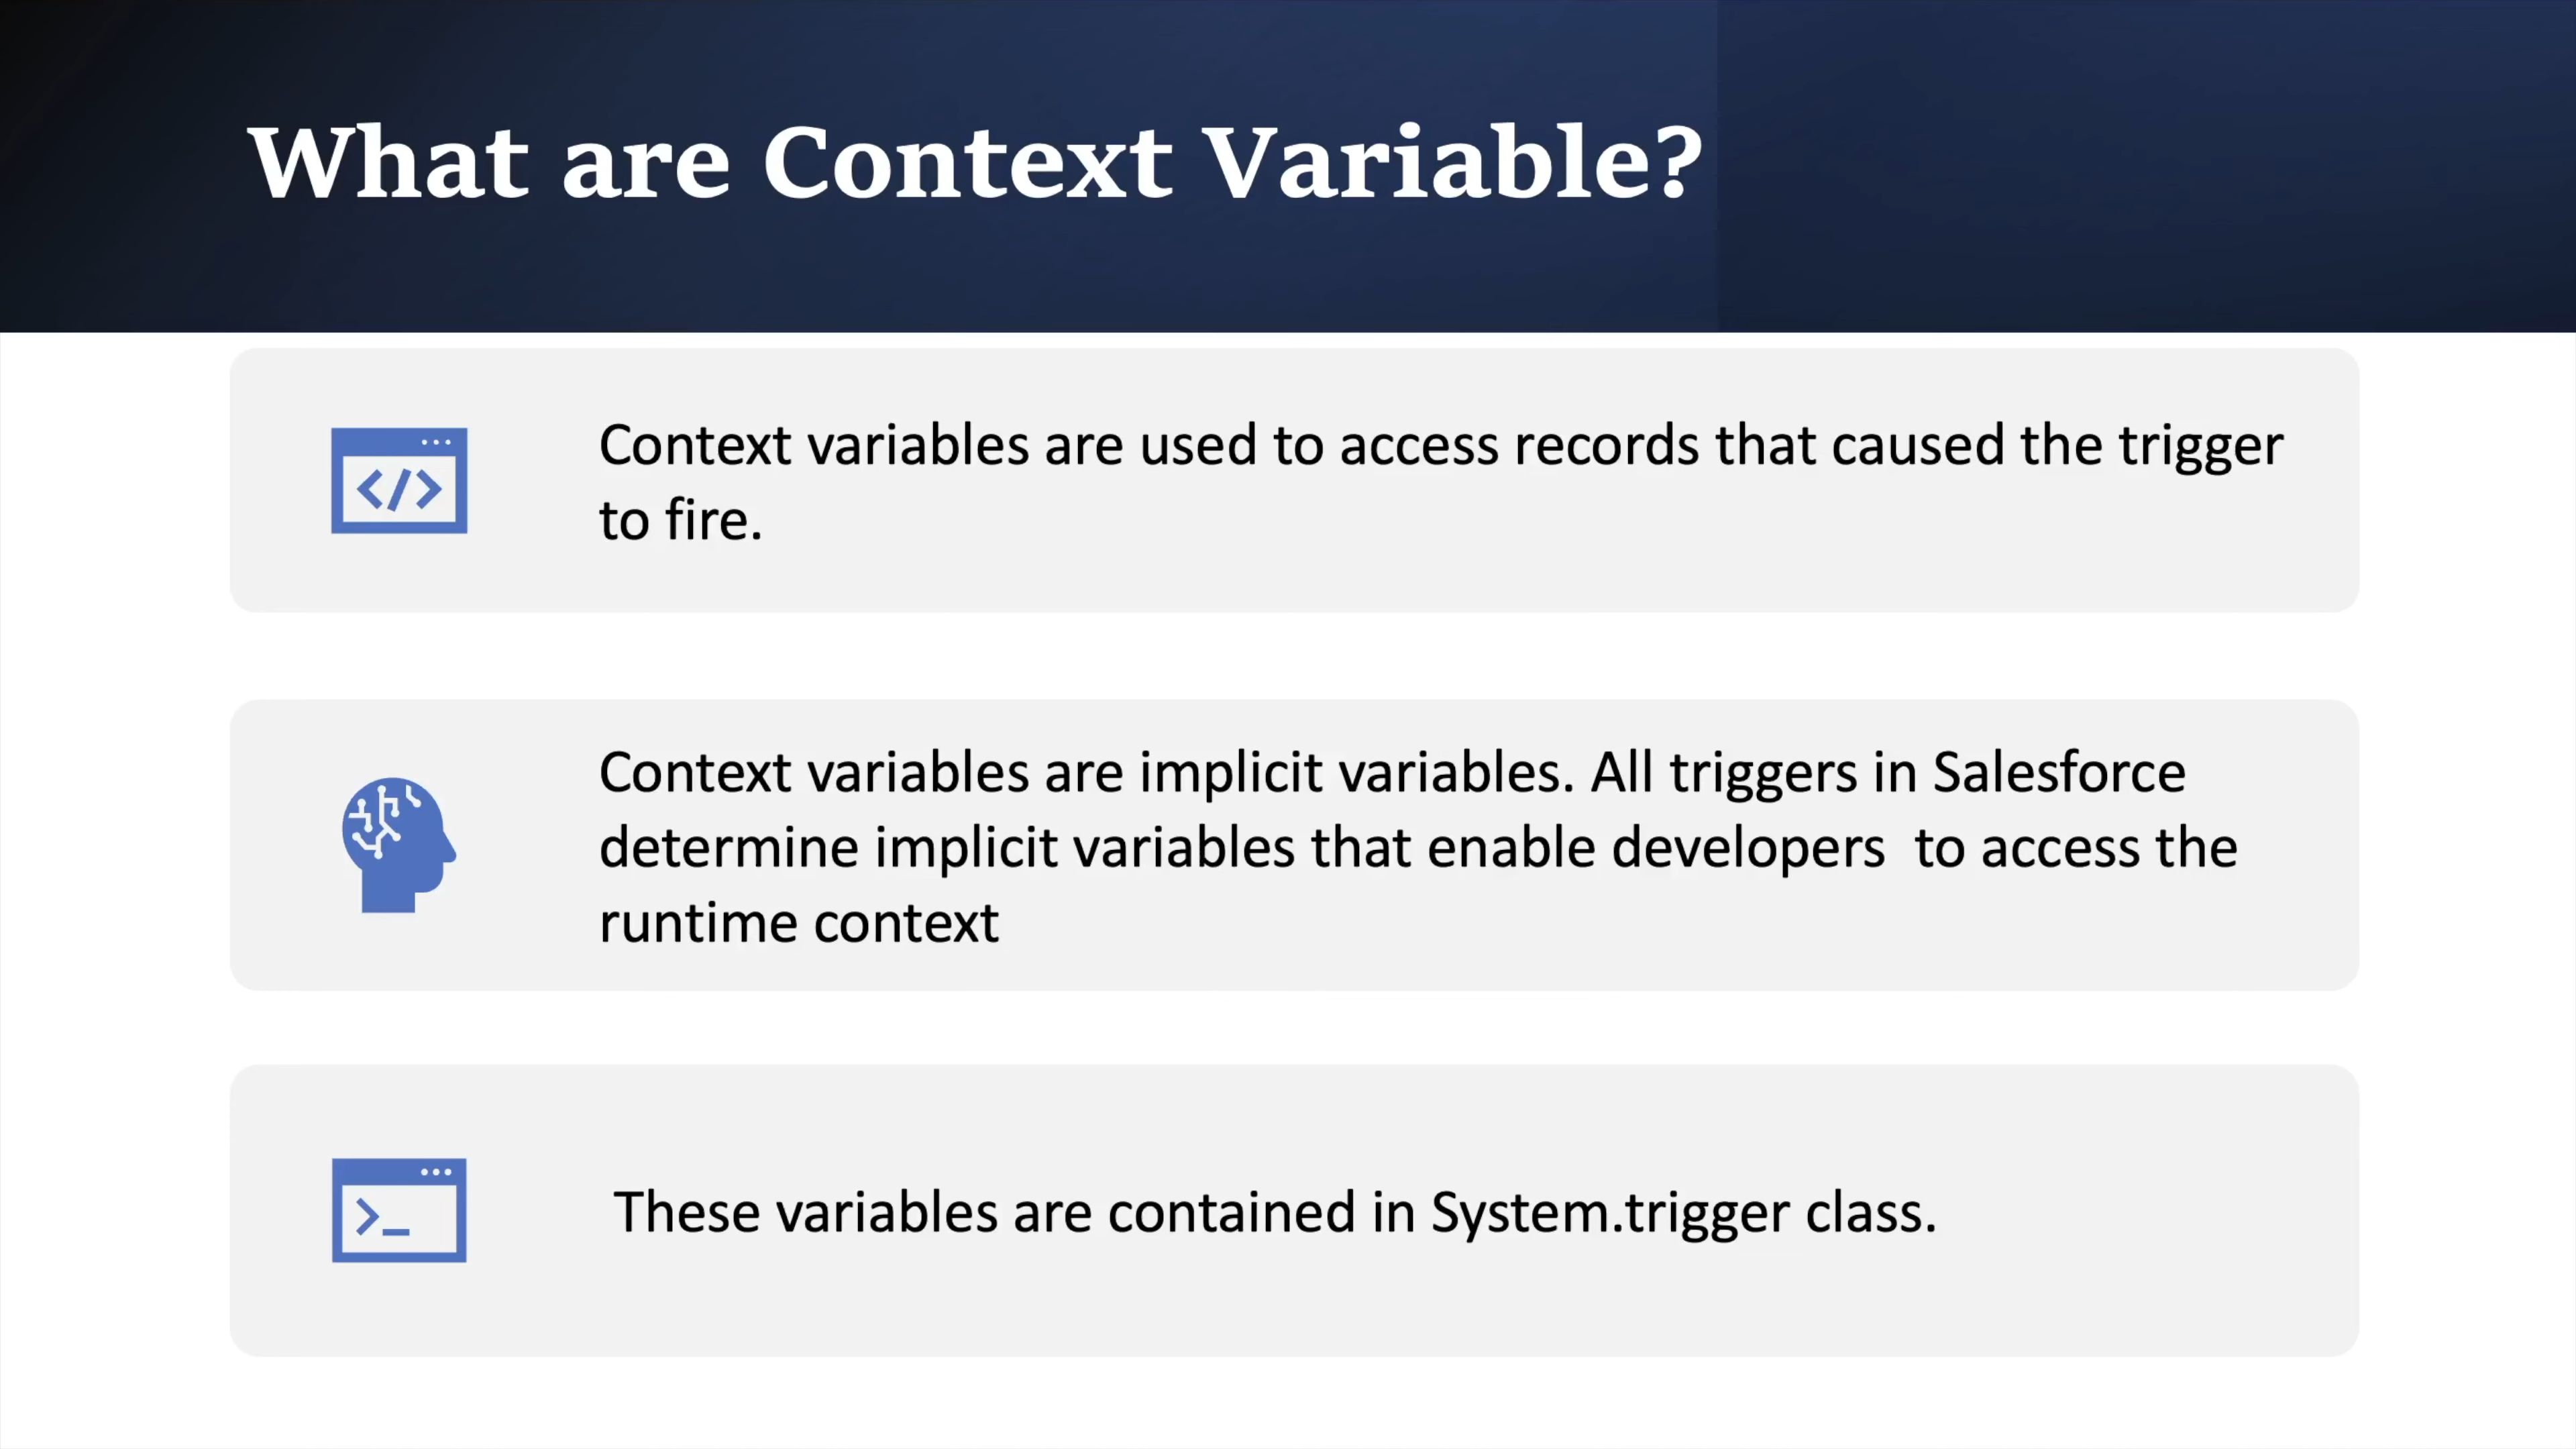 What are Context Variable?
Context variables are used to access records that caused the trigger
to fire.
Context variables are implicit variables. All triggers in Salesforce
determine implicit variables that enable developers  to access the
runtime context
These variables are contained in System.trigger class.